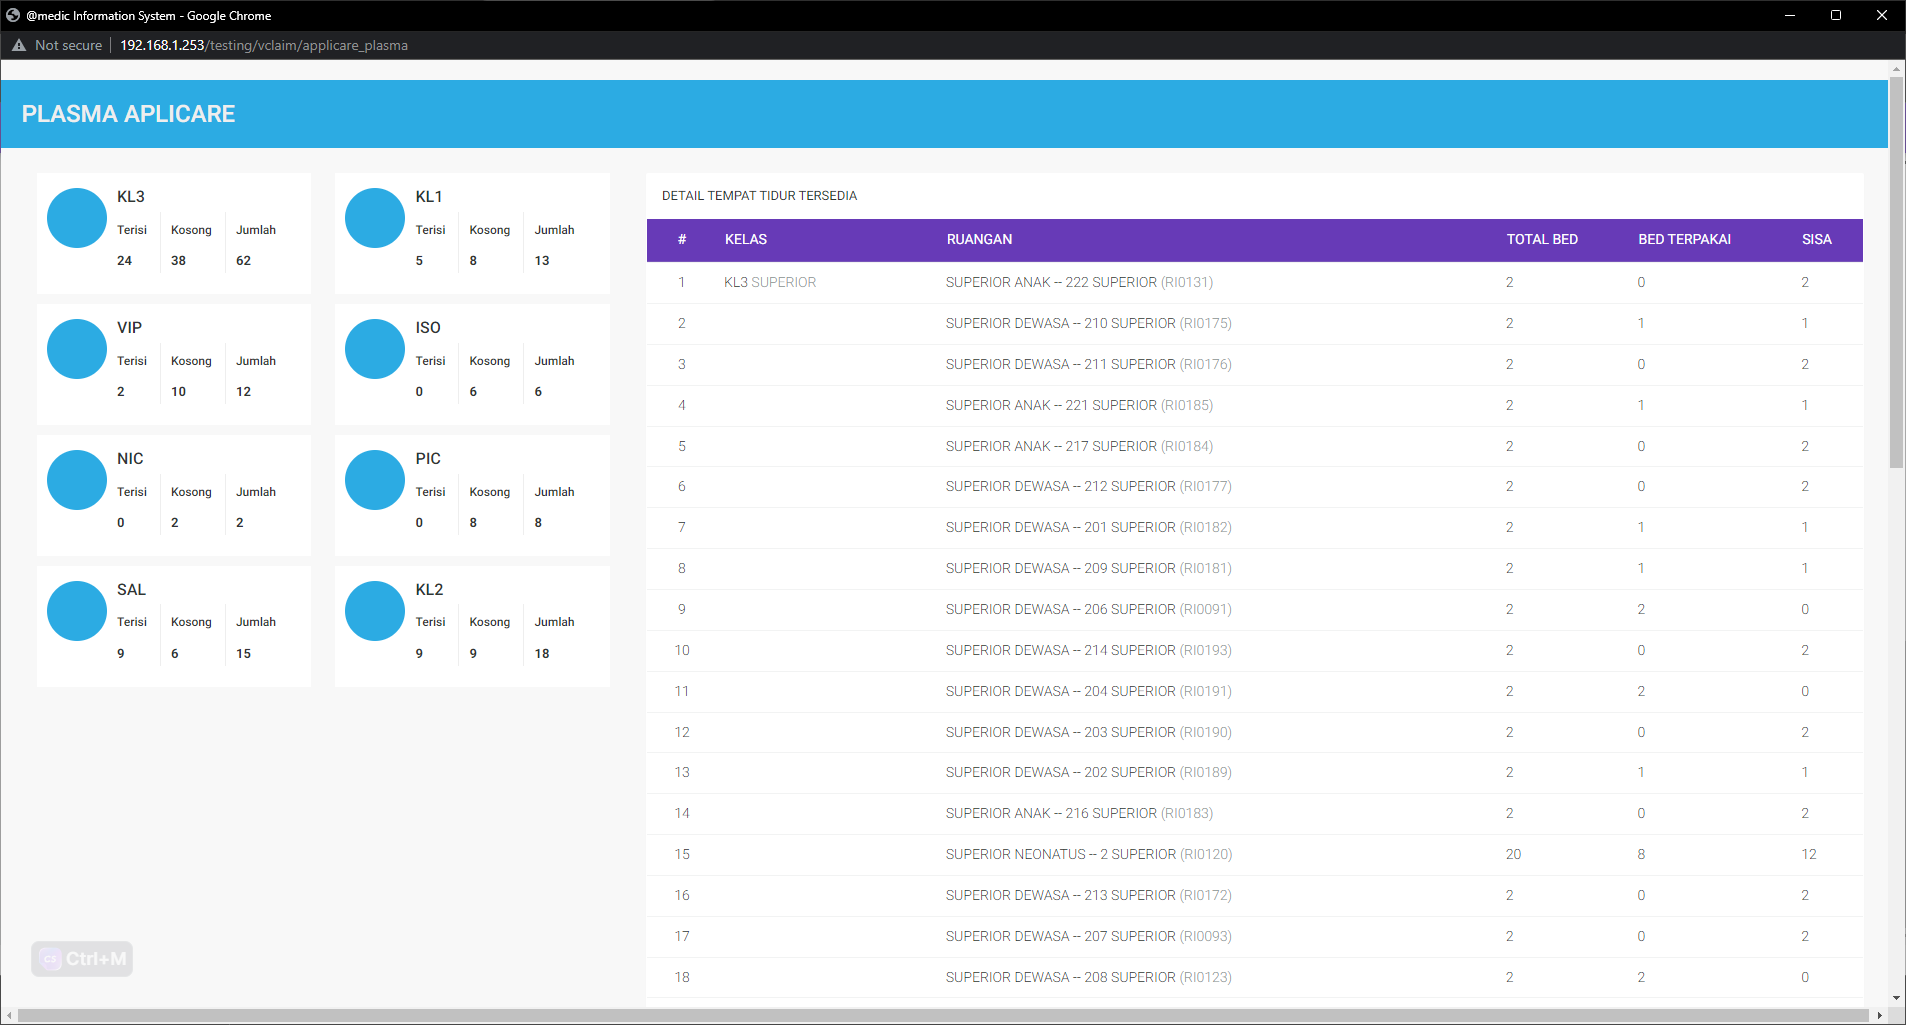 @medic Information System - Google Chrome
Not secure 192.168.1.253/testing/vclaim/applicare_plasma
PLASMA APLICARE
KL3
Terisi Kosong Jumlah
24 38 62
KL1
Terisi Kosong Jumlah
5 8 13
VIP
Terisi Kosong Jumlah
2 10 12
ISO
Terisi Kosong Jumlah
0 6 6
NIC
Terisi Kosong Jumlah
0 2 2
PIC
Terisi Kosong Jumlah
0 8 8
SAL
Terisi Kosong Jumlah
9 6 15
KL2
Terisi Kosong Jumlah
9 9 18
DETAIL TEMPAT TIDUR TERSEDIA
# KELAS RUANGAN TOTAL BED BED TERPAKAI SISA
1 KL3 SUPERIOR SUPERIOR ANAK -- 222 SUPERIOR (RI0131) 2 0 2
2 SUPERIOR DEWASA -- 210 SUPERIOR (RI0175) 2 1 1
3 SUPERIOR DEWASA -- 211 SUPERIOR (RI0176) 2 0 2
4 SUPERIOR ANAK -- 221 SUPERIOR (RI0185) 2 1 1
5 SUPERIOR ANAK -- 217 SUPERIOR (RI0184) 2 0 2
6 SUPERIOR DEWASA -- 212 SUPERIOR (RI0177) 2 0 2
7 SUPERIOR DEWASA -- 201 SUPERIOR (RI0182) 2 1 1
8 SUPERIOR DEWASA -- 209 SUPERIOR (RI0181) 2 1 1
9 SUPERIOR DEWASA -- 206 SUPERIOR (RI0091) 2 2 0
10 SUPERIOR DEWASA -- 214 SUPERIOR (RI0193) 2 0 2
11 SUPERIOR DEWASA -- 204 SUPERIOR (RI0191) 2 2 0
12 SUPERIOR DEWASA -- 203 SUPERIOR (RI0190) 2 0 2
13 SUPERIOR DEWASA -- 202 SUPERIOR (RI0189) 2 1 1
14 SUPERIOR ANAK -- 216 SUPERIOR (RI0183) 2 0 2
15 SUPERIOR NEONATUS -- 2 SUPERIOR (RI0120) 20 8 12
16 SUPERIOR DEWASA -- 213 SUPERIOR (RI0172) 2 0 2
17 SUPERIOR DEWASA -- 207 SUPERIOR (RI0093) 2 0 2
18 SUPERIOR DEWASA -- 208 SUPERIOR (RI0123) 2 2 0
CS Ctrl+M